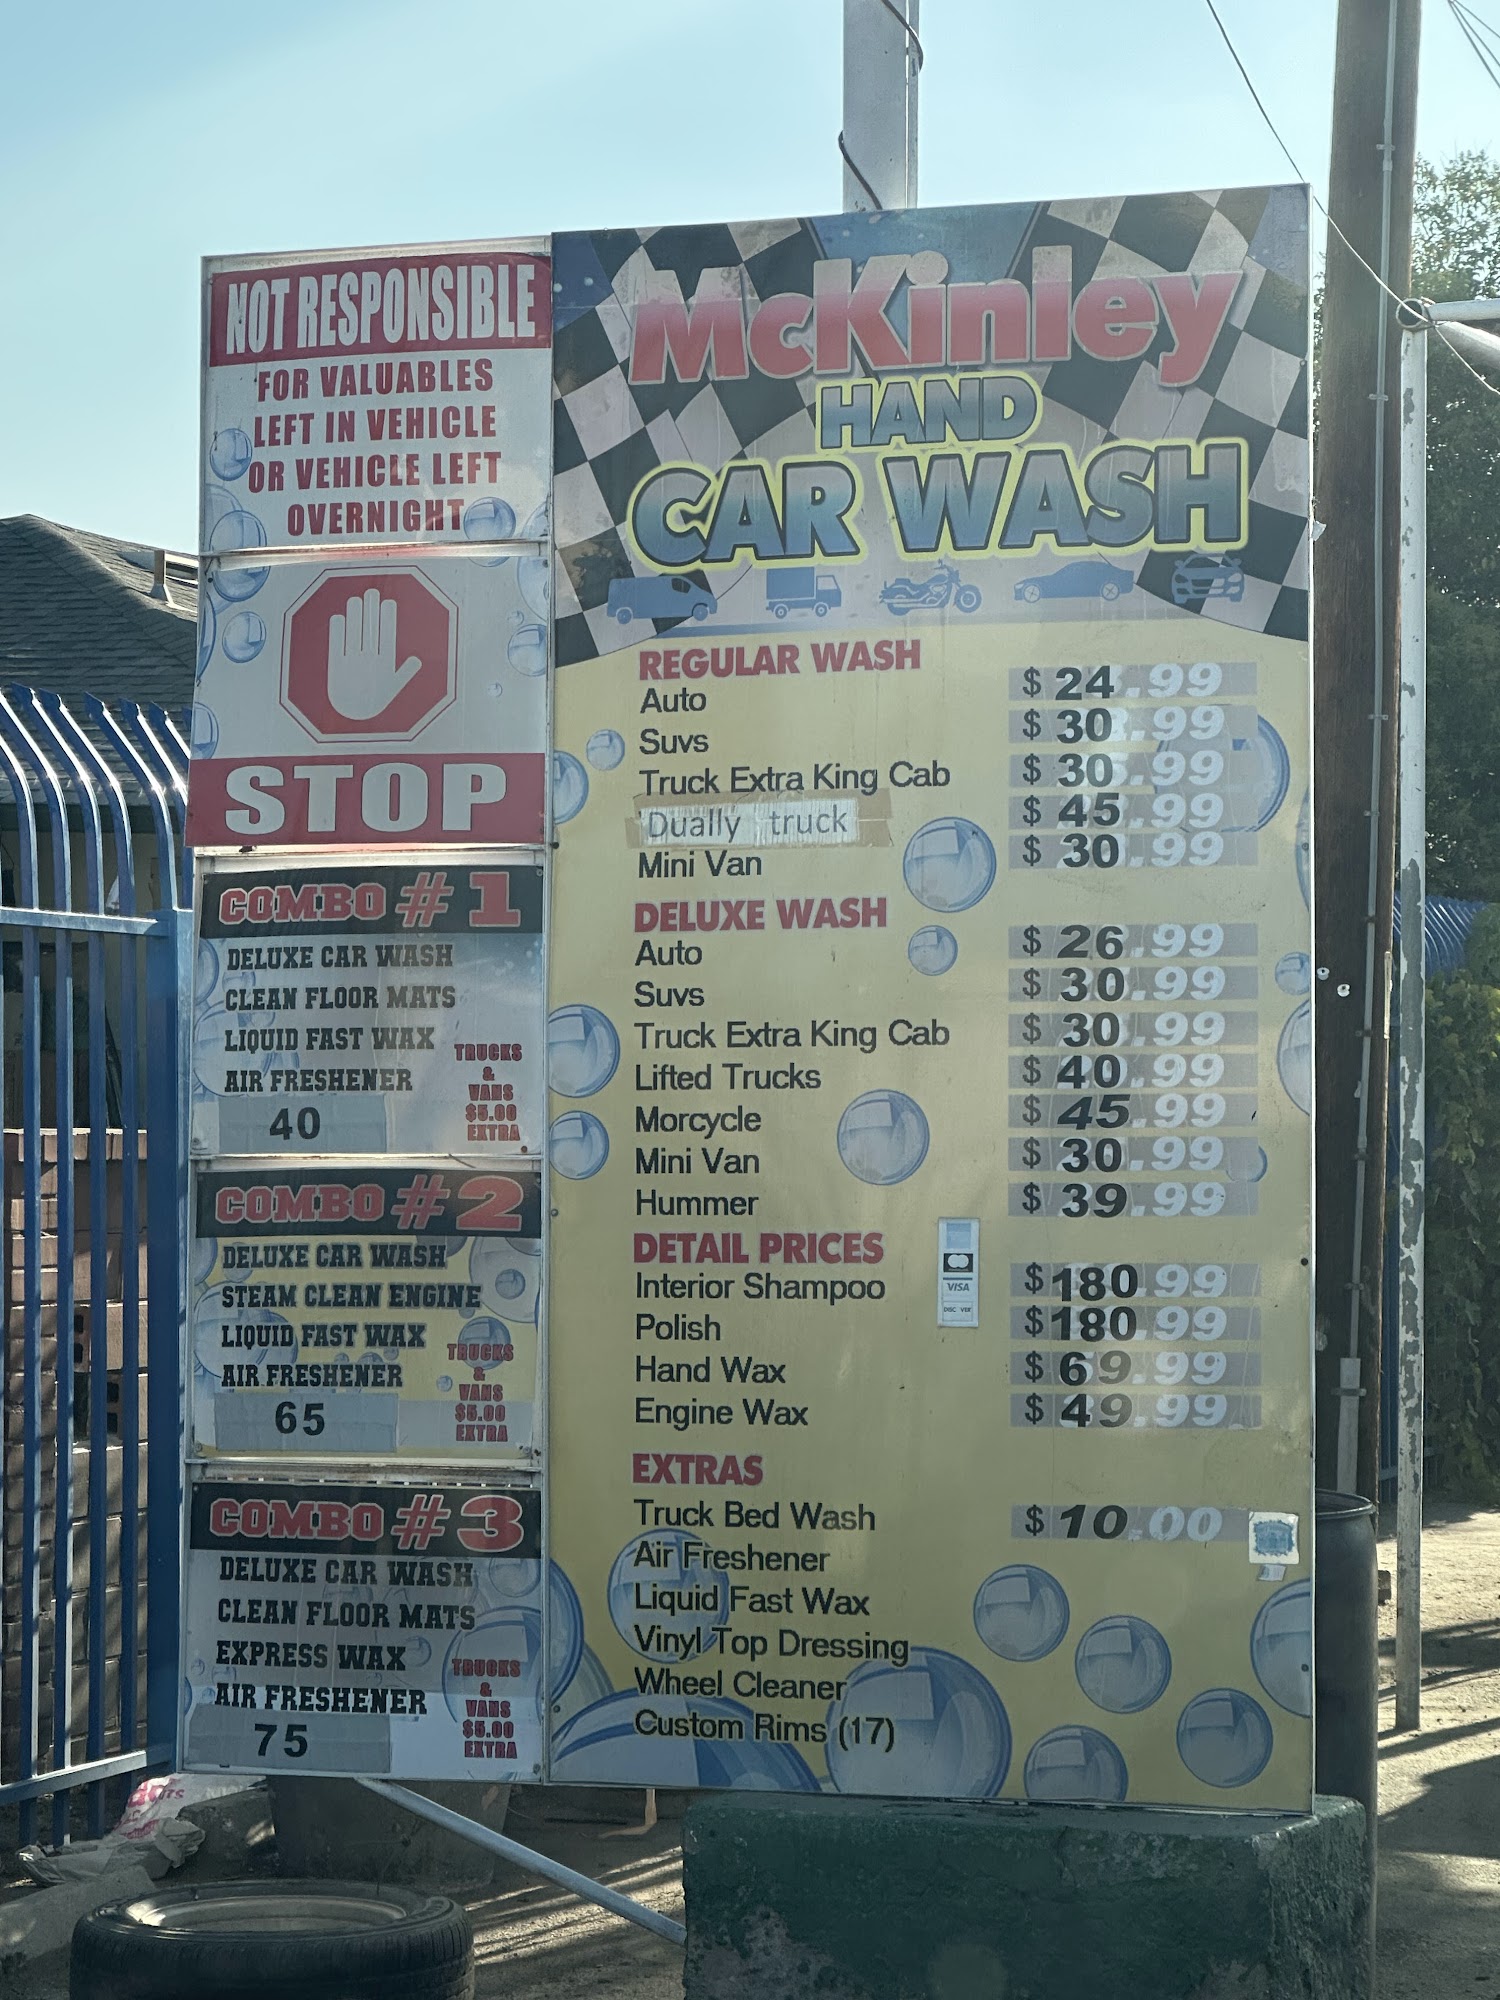 NOT RESPONSIBLE
FOR VALUABLES
LEFT IN VEHICLE
OR VEHICLE LEFT
OVERNIGHT
STOP
COMBO #1
DELUXE CAR WASH
CLEAN FLOOR MATS
LIQUID FAST WAX
AIR FRESHENER
40
TRUCKS
&
VANS
$5.00
EXTRA
COMBO #2
DELUXE CAR WASH
STEAM CLEAN ENGINE
LIQUID FAST WAX
AIR FRESHENER
65
TRUCKS
&
VANS
$5.00
EXTRA
COMBO #3
DELUXE CAR WASH
CLEAN FLOOR MATS
EXPRESS WAX
AIR FRESHENER
75
TRUCKS
&
VANS
$5.00
EXTRA
McKinley
HAND
CAR WASH
REGULAR WASH
Auto $ 24.99
Suvs $ 30.99
Truck Extra King Cab $ 30.99
Dually truck $ 45.99
Mini Van $ 30.99
DELUXE WASH
Auto $ 26.99
Suvs $ 30.99
Truck Extra King Cab $ 30.99
Lifted Trucks $ 40.99
Morcycle $ 45.99
Mini Van $ 30.99
Hummer $ 39.99
DETAIL PRICES
Interior Shampoo $ 180.99
Polish $ 180.99
Hand Wax $ 69.99
Engine Wax $ 49.99
VISA
EXTRAS
Truck Bed Wash $ 10.00
Air Freshener
Liquid Fast Wax
Vinyl Top Dressing
Wheel Cleaner
Custom Rims (17)